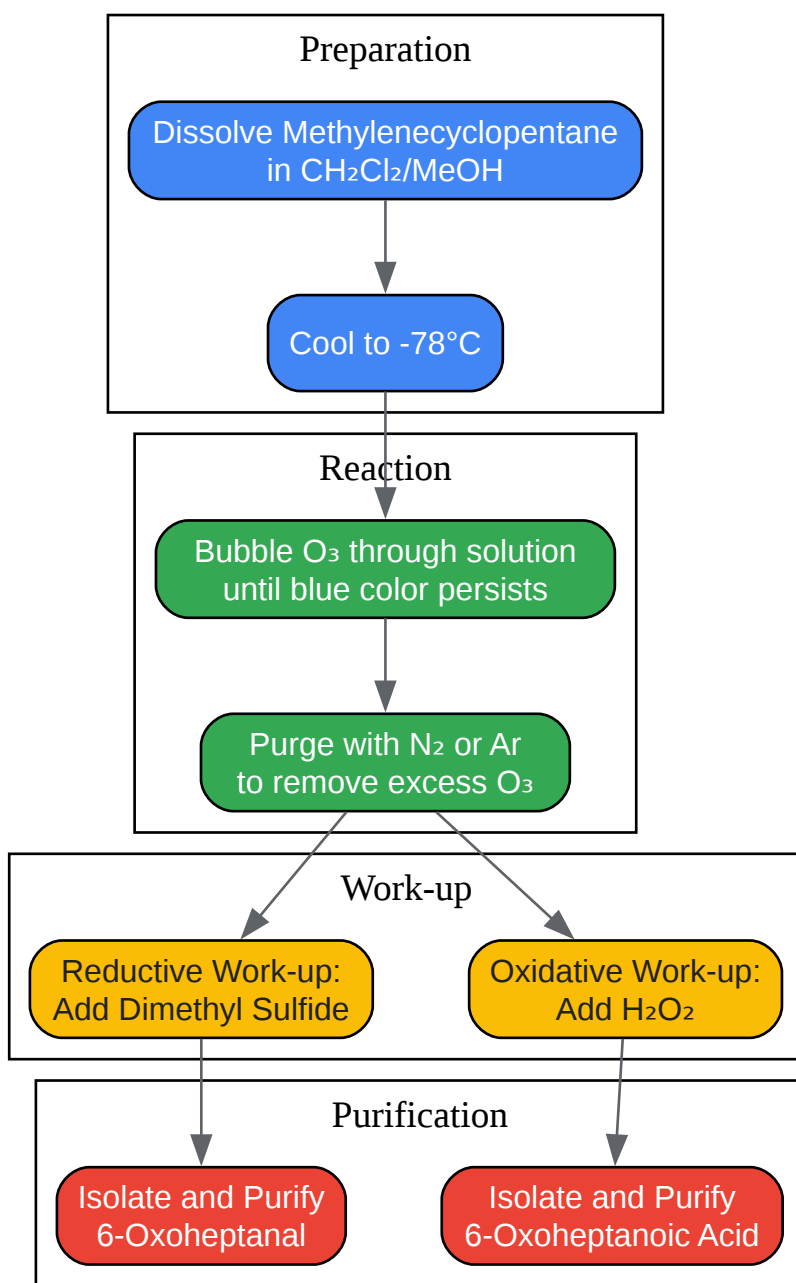 Preparation
Dissolve Methylenecyclopentane
in CH₂Cl₂/MeOH
Cool to -78°C
Reaction
Bubble O₃ through solution
until blue color persists
Purge with N₂ or Ar
to remove excess O₃
Work-up
Reductive Work-up:
Add Dimethyl Sulfide
Oxidative Work-up:
Add H₂O₂
Purification
Isolate and Purify
6-Oxoheptanal
Isolate and Purify
6-Oxoheptanoic Acid